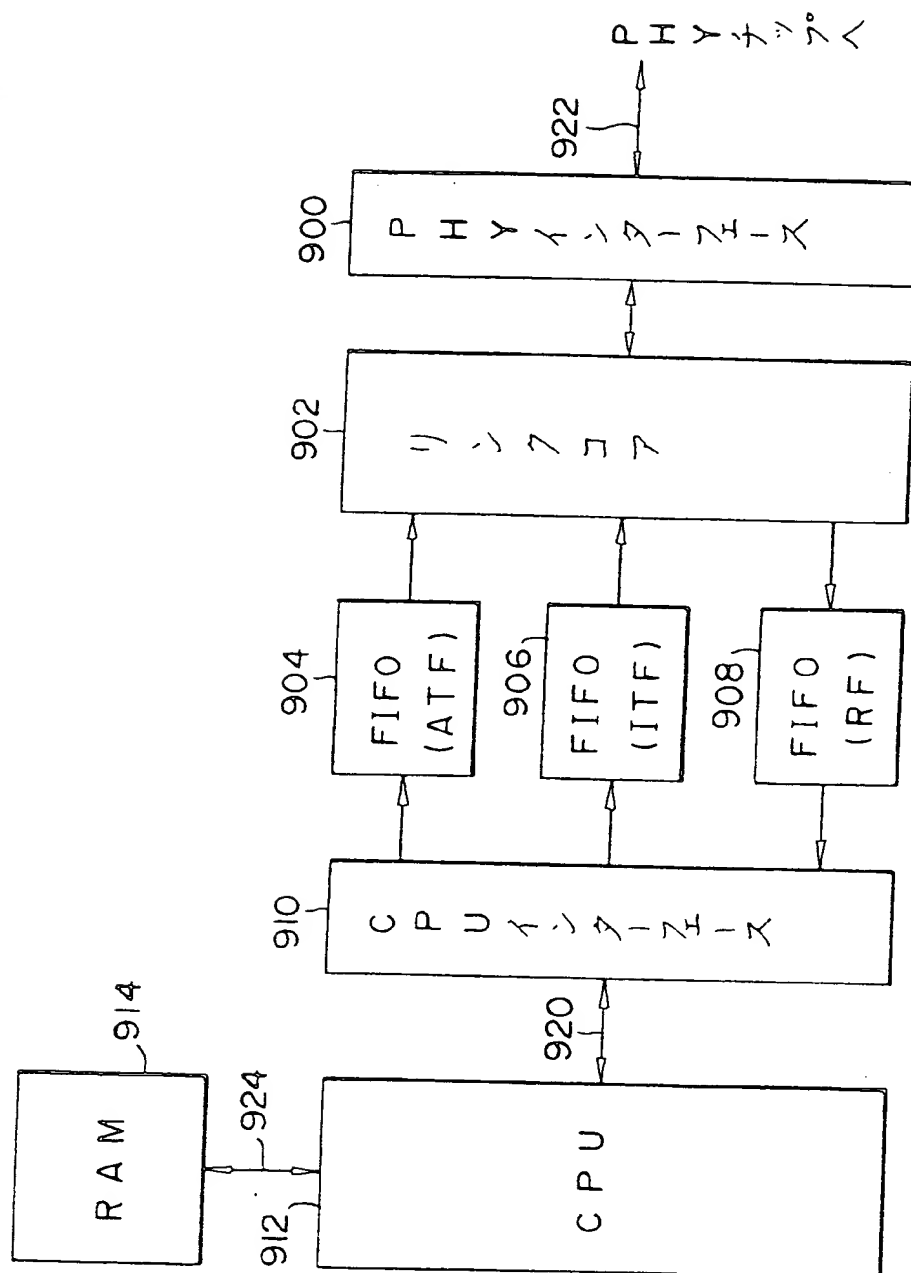 RAM
914
924
912
CPU
920
910
CPUインターフェース
904
FIFO
(ATF)
906
FIFO
(ITF)
908
FIFO
(RF)
902
リンクコア
900
PHYインターフェース
922
PHYチップへ